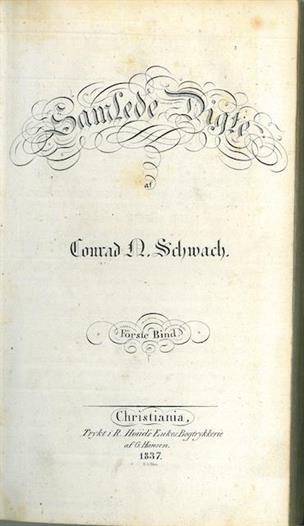 Samlede Digte
af
Conrad N. Schwach.
Første Bind
Christiania,
Trykt i R. Hviids Enkes Bogtrykkerie
af G. Hansen.
1837.